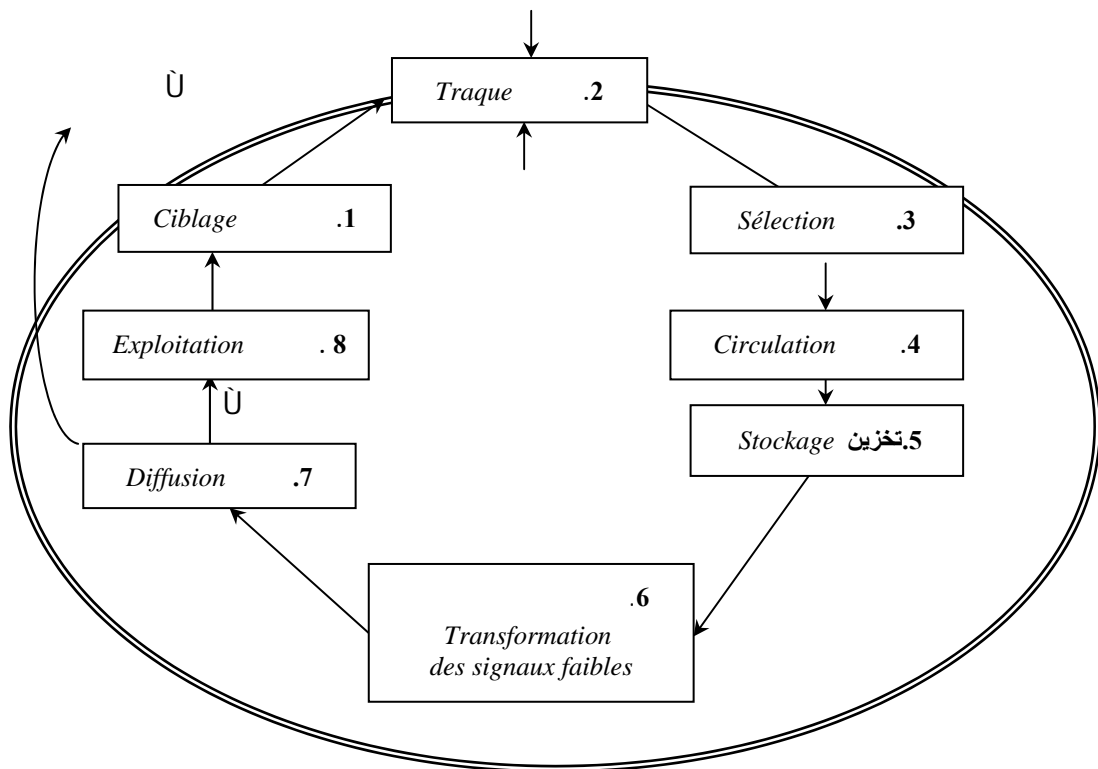 Ù
Traque .2
Ciblage .1
Sélection .3
Exploitation . 8
Circulation .4
Ù
Stockage تخزين.5
Diffusion .7
.6
Transformation
des signaux faibles